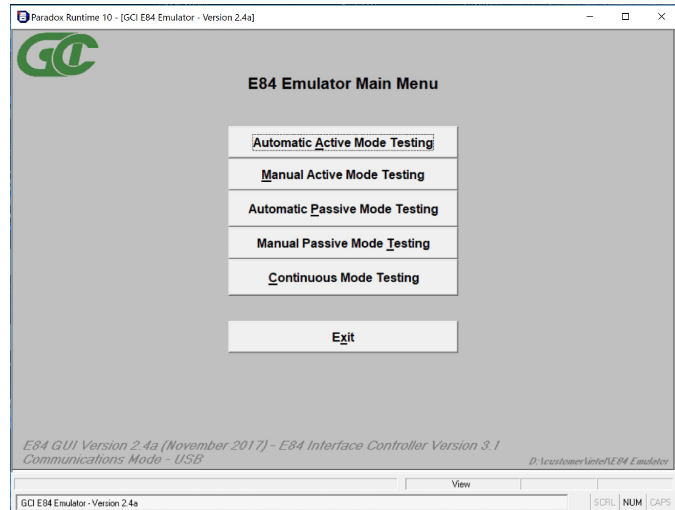 Paradox Runtime 10 - [GCI E84 Emulator - Version 2.4a]
GCI
E84 Emulator Main Menu
Automatic Active Mode Testing
Manual Active Mode Testing
Automatic Passive Mode Testing
Manual Passive Mode Testing
Continuous Mode Testing
Exit
E84 GUI Version 2.4a (November 2017) - E84 Interface Controller Version 3.1
Communications Mode - USB
D:\customer\intel\E84 Emulator
View
GCI E84 Emulator - Version 2.4a
SCRL NUM CAPS